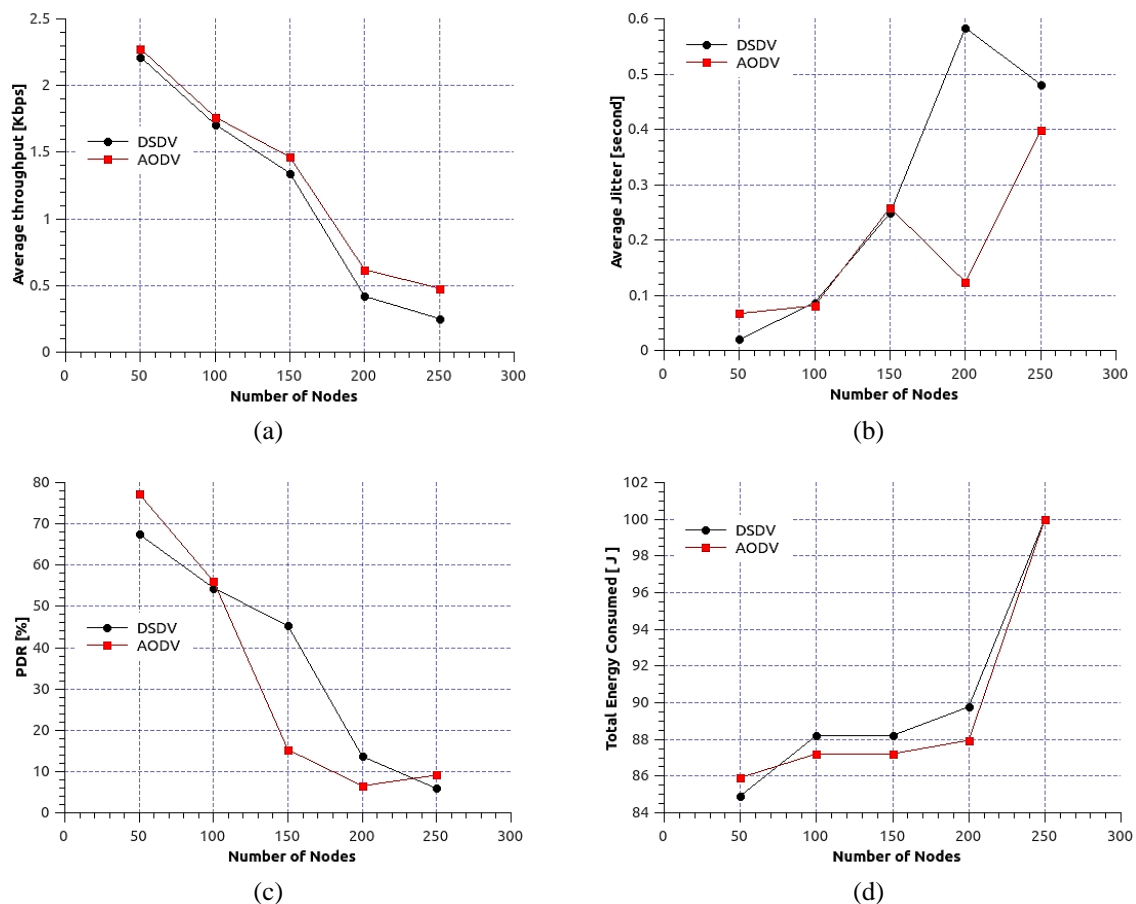 2.5
2
1.5
1
0.5
0
Average throughput [Kbps]
DSDV
AODV
0 50 100 150 200 250 300
Number of Nodes
(a)
0.6
0.5
0.4
0.3
0.2
0.1
0
Average Jitter [second]
DSDV
AODV
0 50 100 150 200 250 300
Number of Nodes
(b)
80
70
60
50
40
30
20
10
0
PDR [%]
DSDV
AODV
0 50 100 150 200 250 300
Number of Nodes
(c)
102
100
98
96
94
92
90
88
86
84
Total Energy Consumed [ J ]
DSDV
AODV
0 50 100 150 200 250 300
Number of Nodes
(d)